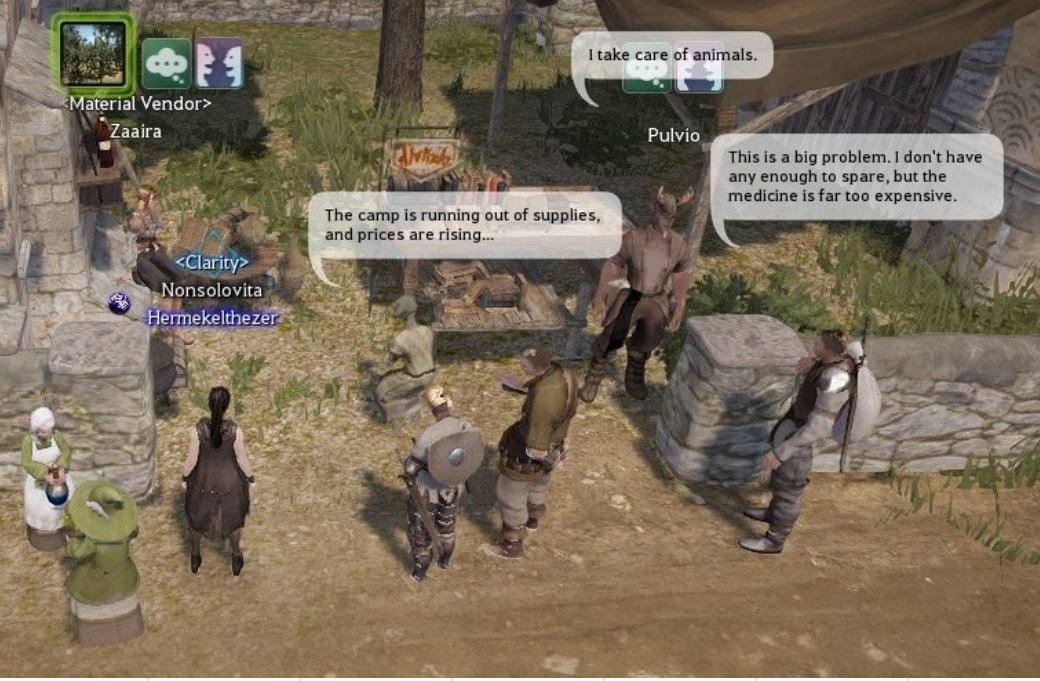 I take care of animals.
<Material Vendor>
Zaaira
Pulvio
This is a big problem. I don't have
any enough to spare, but the
medicine is far too expensive.
The camp is running out of supplies,
and prices are rising...
<Clarity>
Nonsolovita
Hermekelthezer